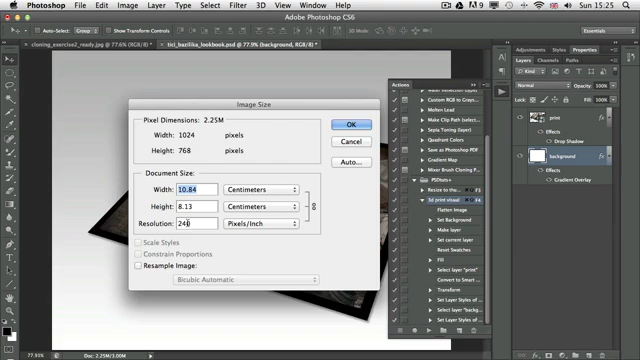 Photoshop File Edit Image Layer Type Select Filter View Window Help Sun 15:25
Adobe Photoshop CS6
Auto-Select: Group Essentials
cloning_exercise2_ready.jpg @ 77.6% (RGB/8) * tici_bazilika_lookbook.psd @ 77.9% (background, RGB/8) *
Adjustments Styles Properties
Layers Channels Paths
Kind
Normal Opacity: 100%
Lock: Fill: 100%
print
Effects
Drop Shadow
background
Effects
Gradient Overlay
Image Size
Pixel Dimensions: 2.25M
Width: 1024 pixels
Height: 768 pixels
OK
Cancel
Auto...
Document Size:
Width: 10.84 Centimeters
Height: 8.13 Centimeters
Resolution: 240 Pixels/Inch
Scale Styles
Constrain Proportions
Resample Image:
Bicubic Automatic
Actions
Custom RGB to Grays...
Molten Lead
Make Clip Path (select...
Sepia Toning (layer)
Quadrant Colors
Save as Photoshop PDF
Gradient Map
Mixer Brush Cloning P...
PSDtuts+
Resize to the... F3
3d print visual F4
Flatten Image
Set Background
Make layer
Set current layer
Reset Swatches
Fill
Select layer "print"
Convert to Smart ...
Transform
Set Layer Styles of...
Select layer "back...
Set Layer Styles of...
77.93% Doc: 2.25M/3.00M